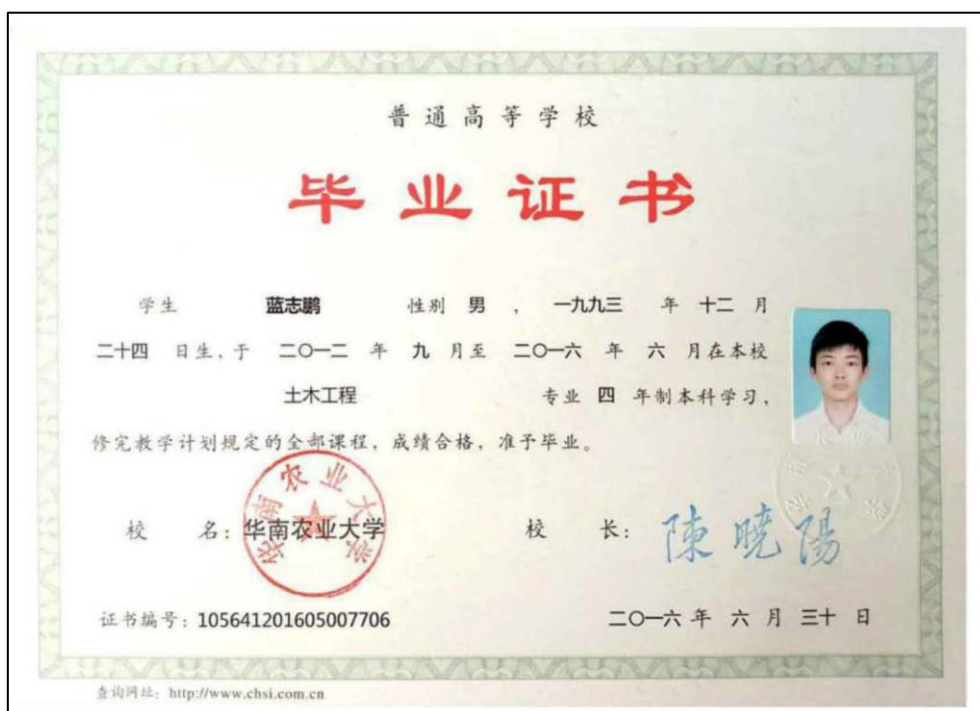 普通高等学校
毕业证书
学生 蓝志鹏 性别 男 ， 一九九三 年 十二 月
二十四 日生，于 二〇一二 年 九 月至 二〇一六 年 六 月在本校
土木工程 专业 四 年制本科学习，
修完教学计划规定的全部课程，成绩合格，准予毕业。
华南农业大学
校 名：华南农业大学 校 长：陳曉陽
证书编号：105641201605007706 二〇一六 年 六 月 三十 日
查询网址：http://www.chsi.com.cn